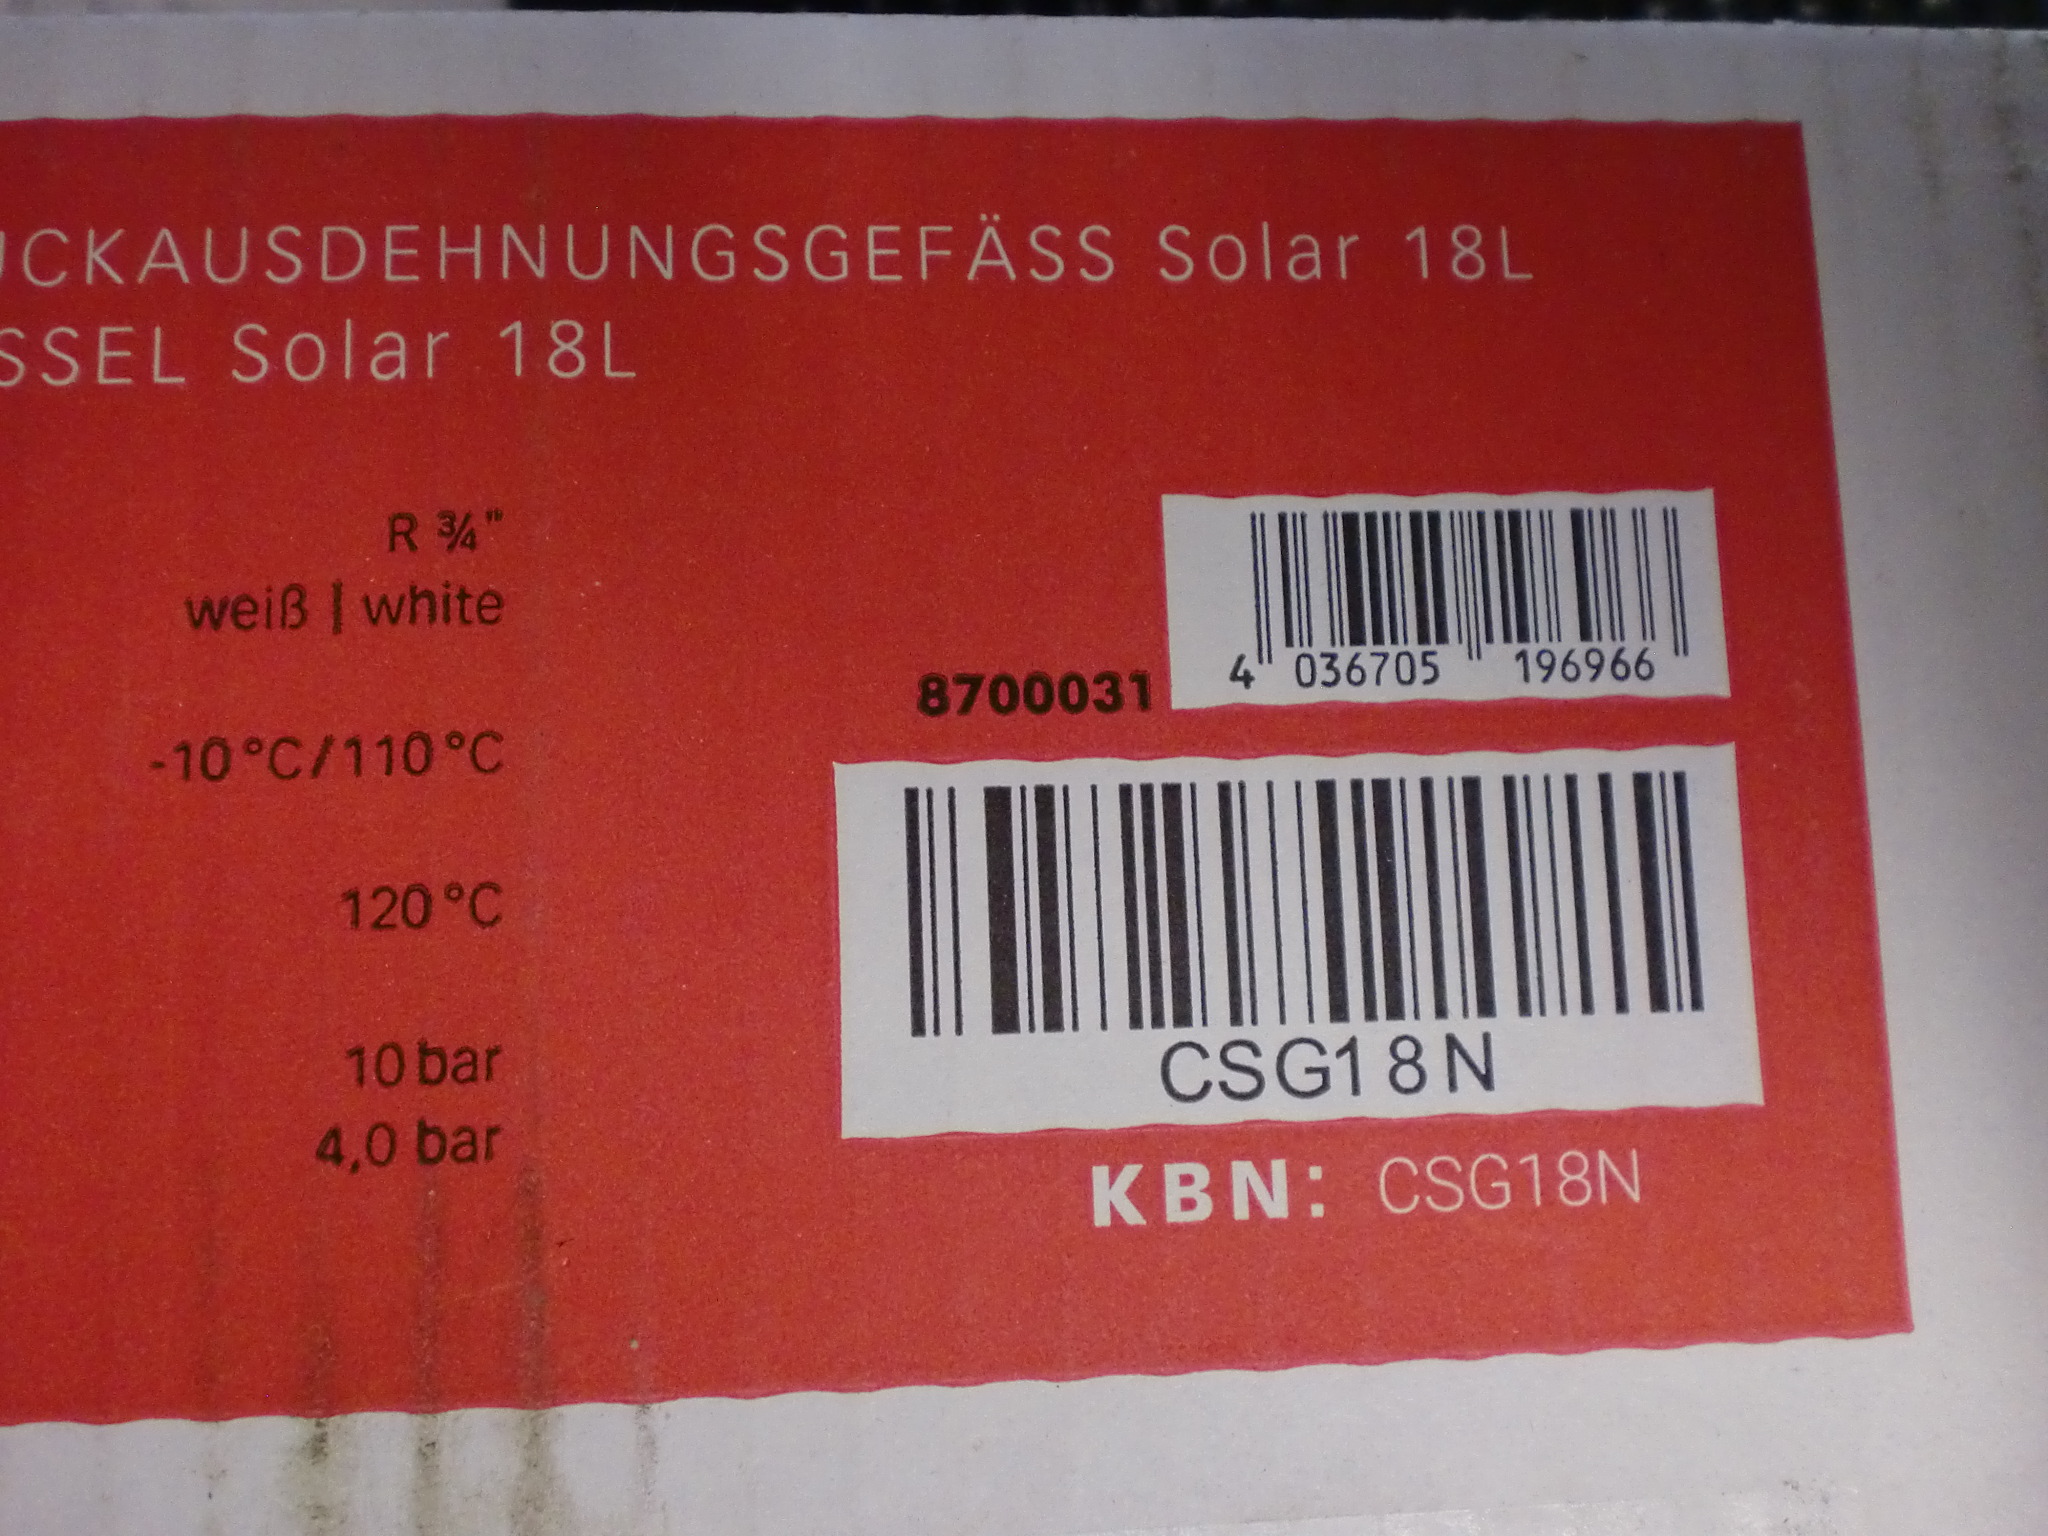 UCKAUSDEHNUNGSGEFÄSS Solar 18L
SSEL Solar 18L
R ¾"
weiß | white
8700031
4 036705 196966
-10°C/110°C
120°C
10 bar
4,0 bar
CSG18N
KBN: CSG18N